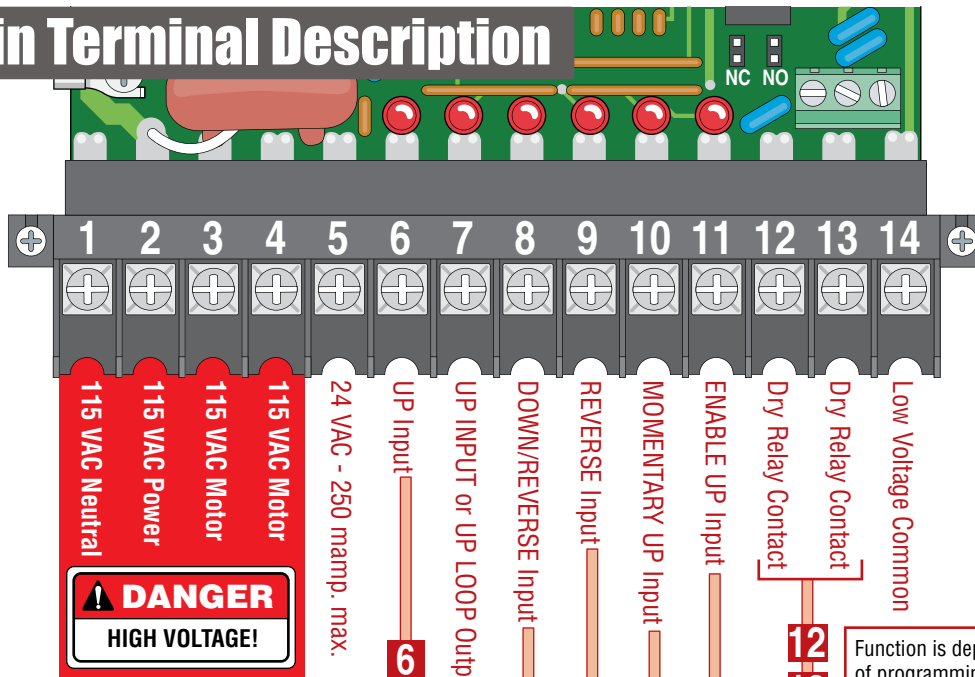 in Terminal Description
NC NO
1 2 3 4 5 6 7 8 9 10 11 12 13 14
115 VAC Neutral
115 VAC Power
115 VAC Motor
115 VAC Motor
24 VAC - 250 mamp. max.
UP Input
UP INPUT or UP LOOP Outp
DOWN/REVERSE Input
REVERSE Input
MOMENTARY UP Input
ENABLE UP Input
Dry Relay Contact
Dry Relay Contact
Low Voltage Common
DANGER
HIGH VOLTAGE!
6
12
Function is dep
of programmin